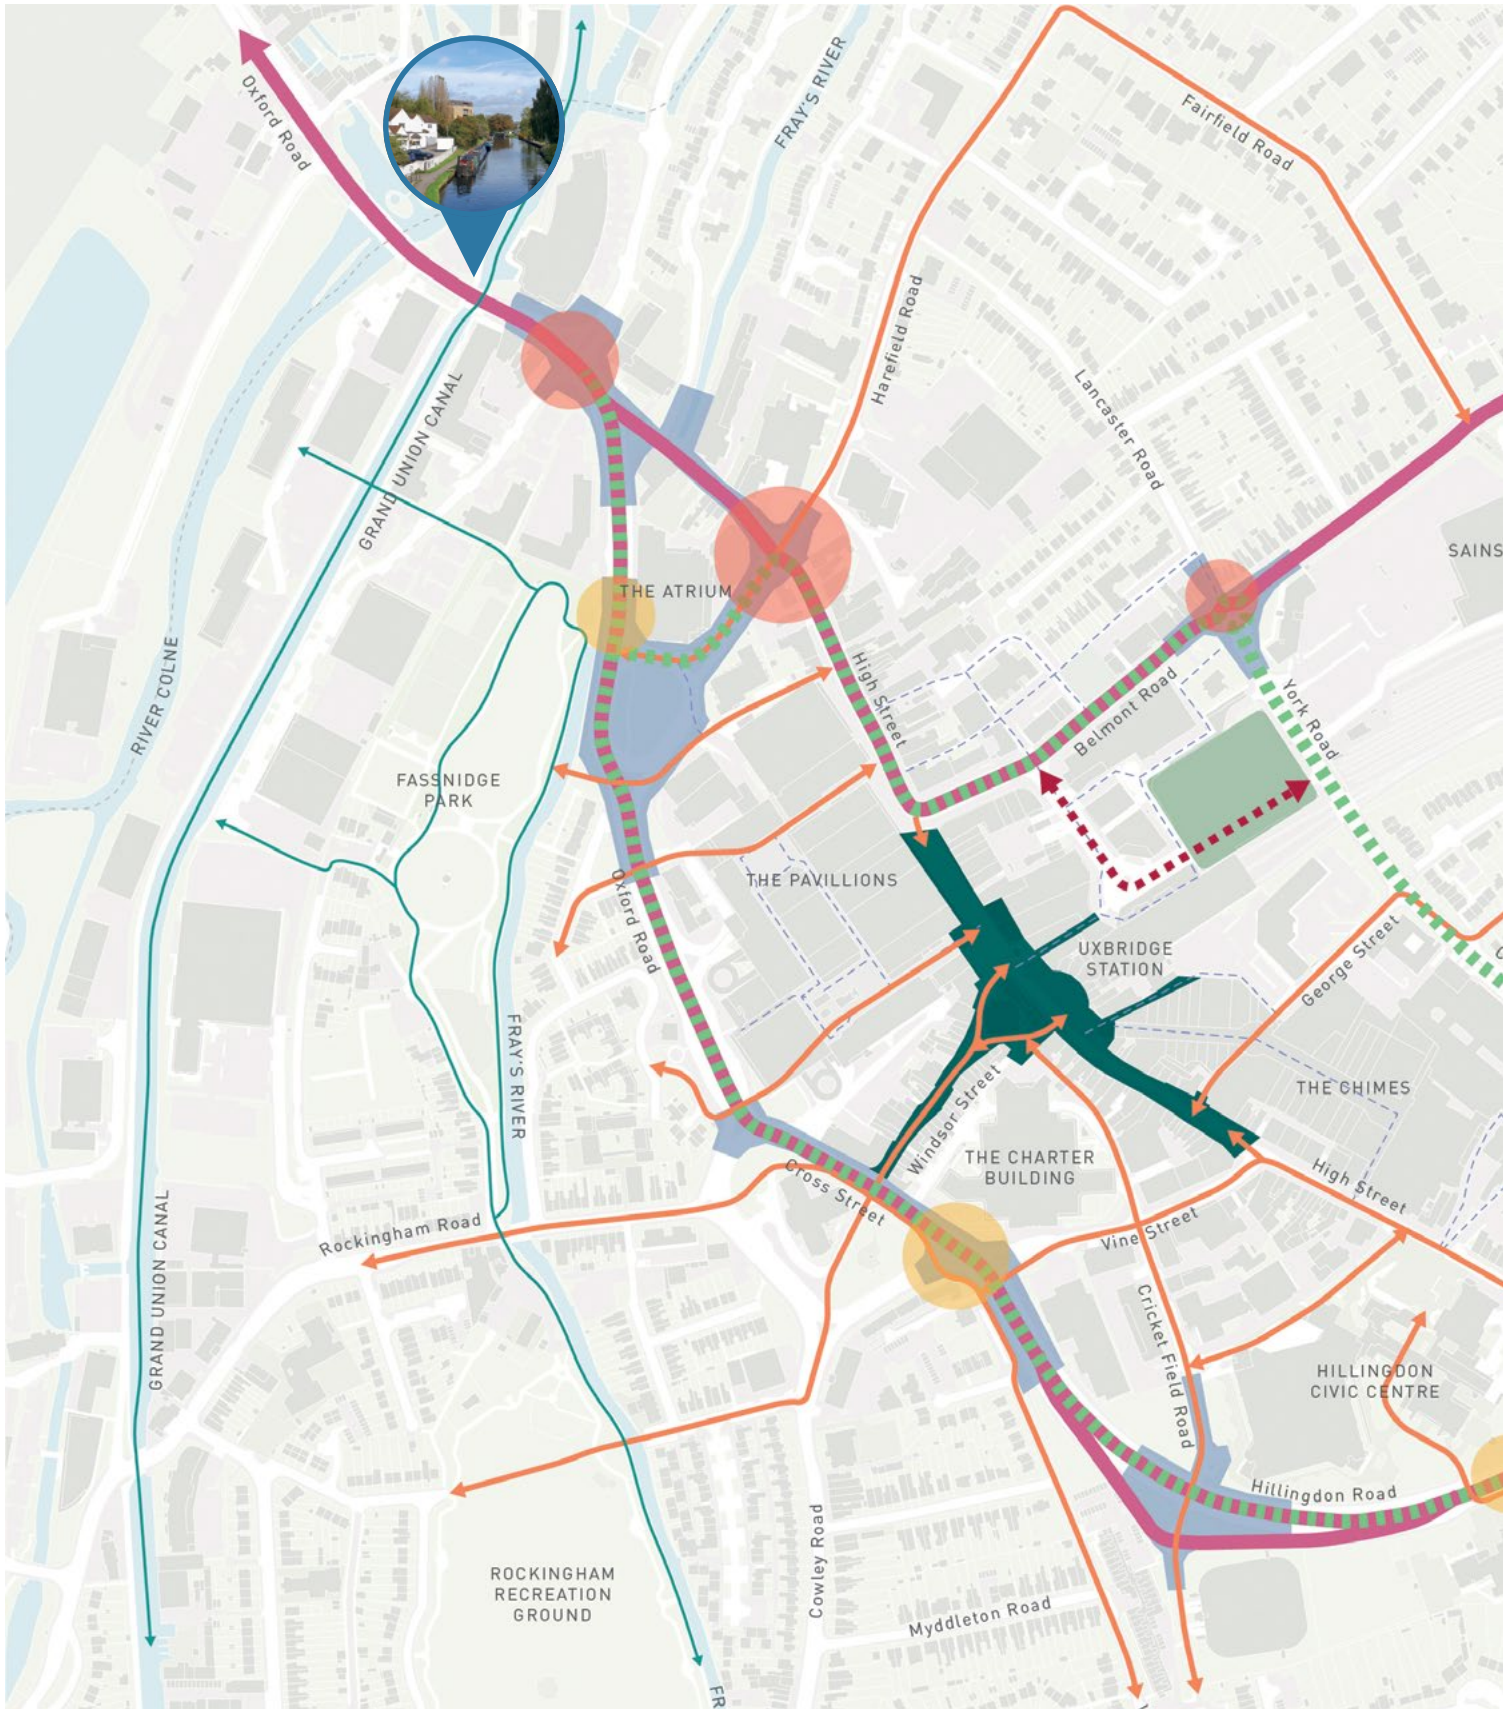 Oxford Road
FRAY'S RIVER
Fairfield Road
Harefield Road
Lancaster Road
GRAND UNION CANAL
SAINS
THE ATRIUM
RIVER COLNE
High Street
Belmont Road
York Road
FASSNIDGE
PARK
THE PAVILLIONS
Oxford Road
UXBRIDGE
STATION
George Street
FRAY'S RIVER
THE CHIMES
Windsor Street
THE CHARTER
BUILDING
High Street
Cross Street
Rockingham Road
Vine Street
GRAND UNION CANAL
Cricket Field Road
HILLINGDON
CIVIC CENTRE
Hillingdon Road
ROCKINGHAM
RECREATION
GROUND
Cowley Road
Myddleton Road
FR